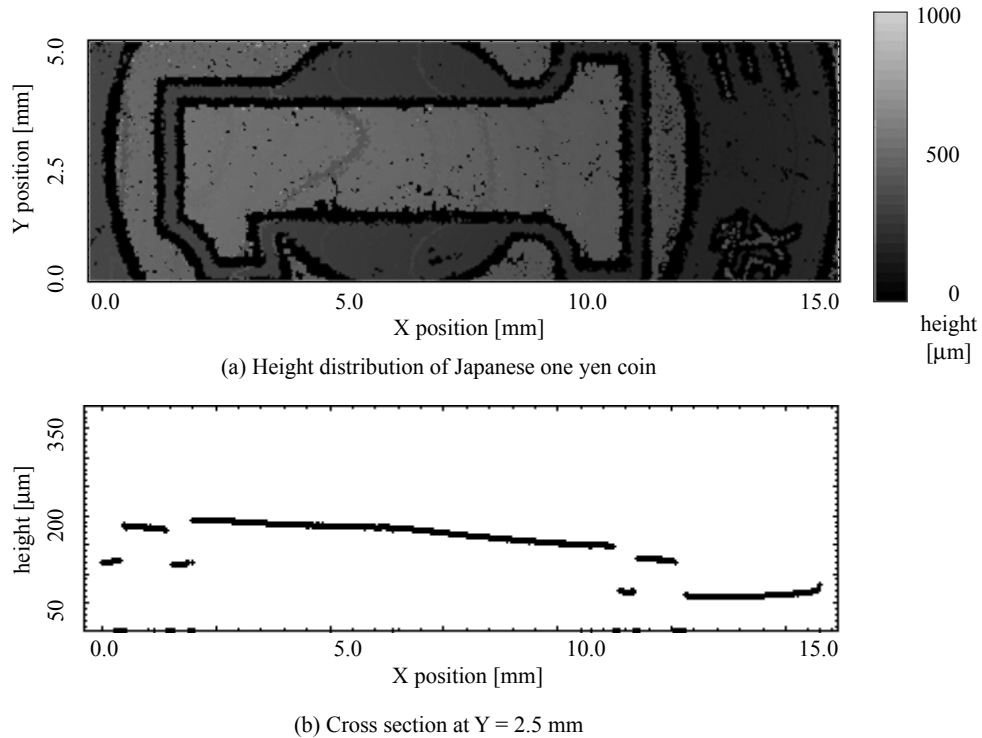 1000
5.0
Y position [mm]
2.5
500
0.0
0
0.0 5.0 10.0 15.0
height
X position [mm]
[μm]
(a) Height distribution of Japanese one yen coin
350
height [μm]
200
50
0.0 5.0 10.0 15.0
X position [mm]
(b) Cross section at Y = 2.5 mm